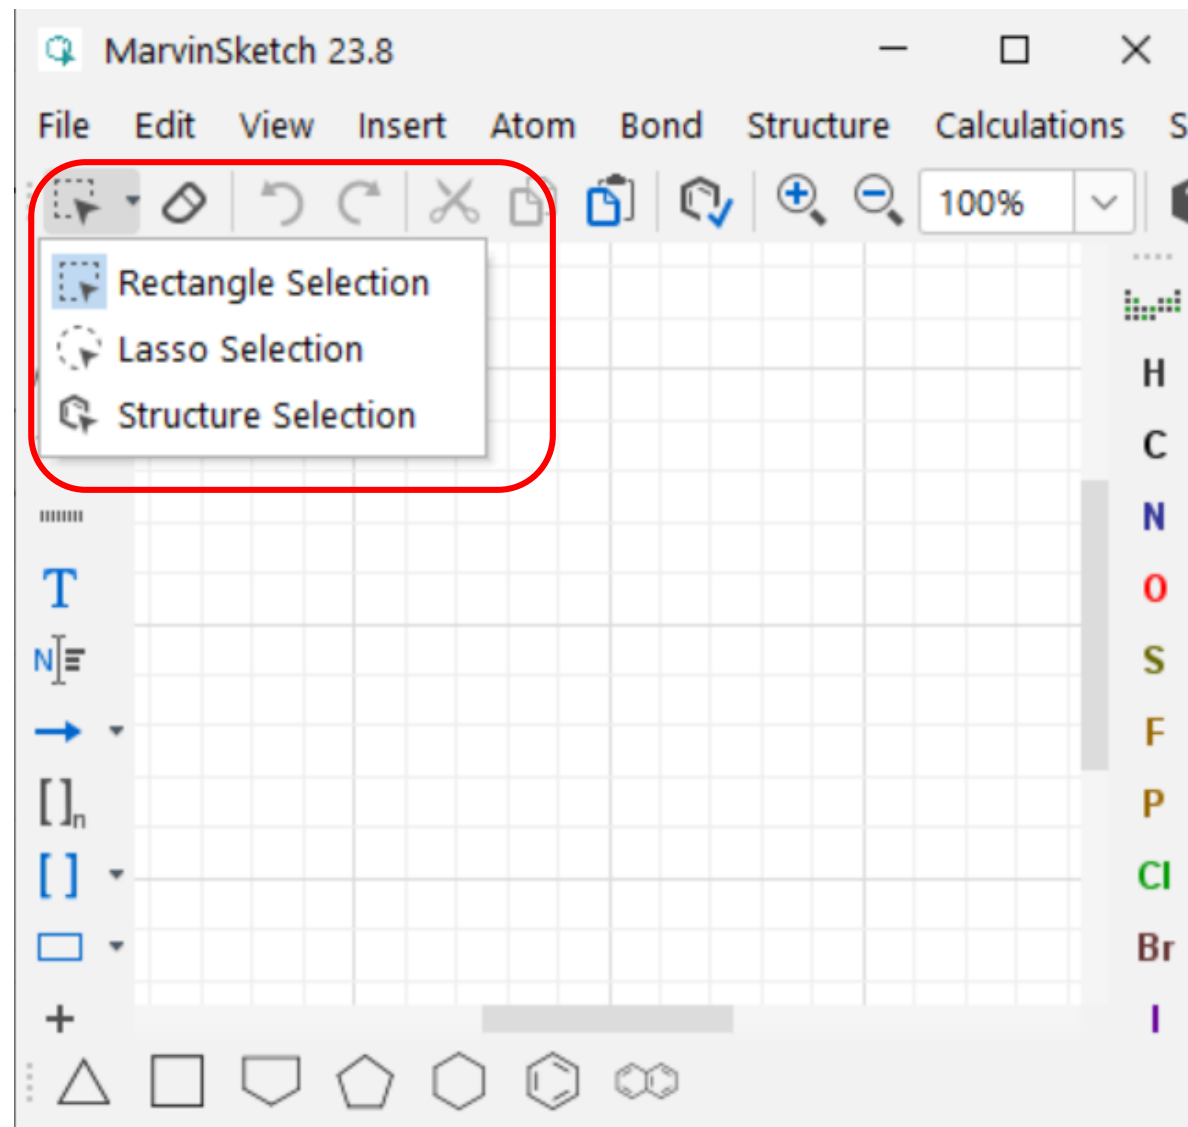 MarvinSketch 23.8
File Edit View Insert Atom Bond Structure Calculations S
100%
Rectangle Selection
Lasso Selection
Structure Selection
H
C
N
T
O
N
S
F
P
[ ]n
[ ]
Cl
Br
I